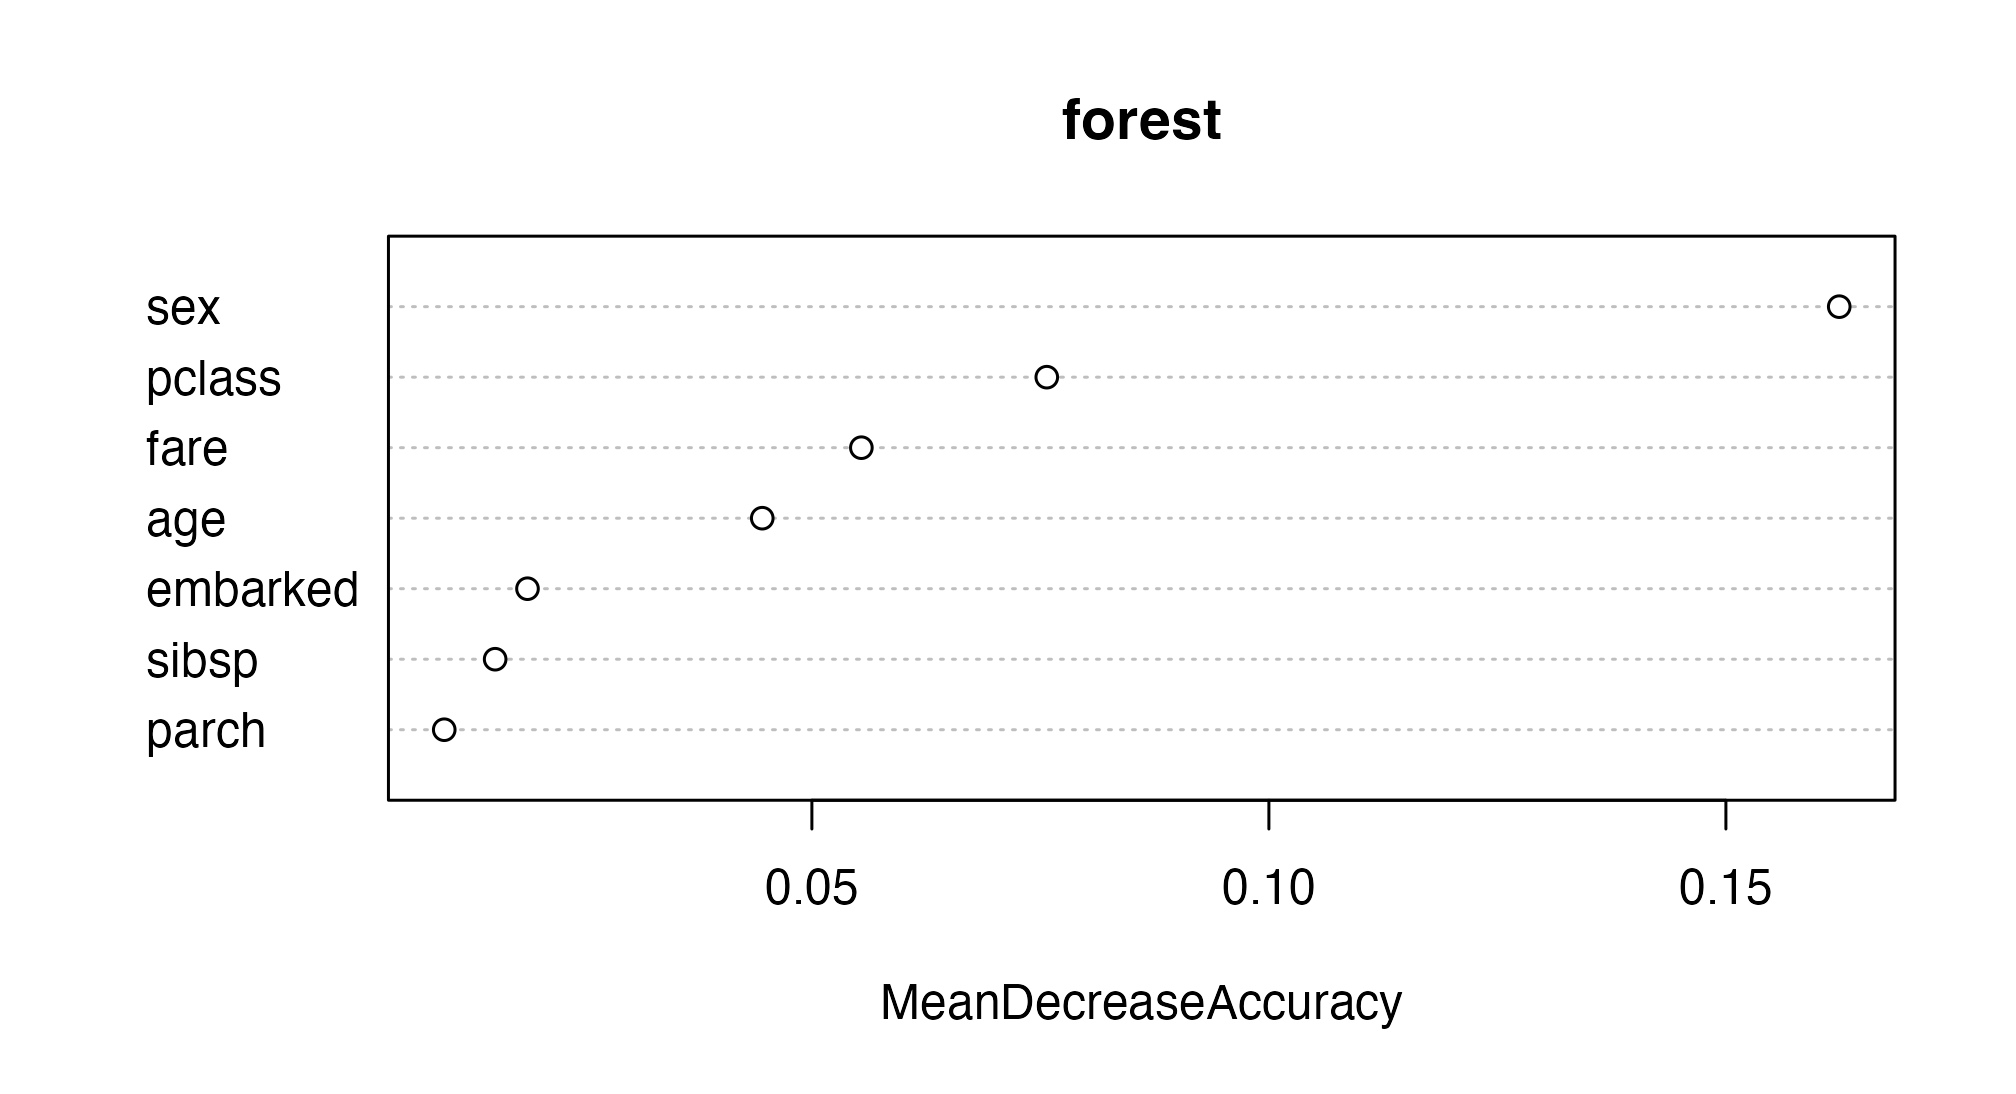 forest
sex
pclass
fare
age
embarked
sibsp
parch
0.05 0.10 0.15
MeanDecreaseAccuracy